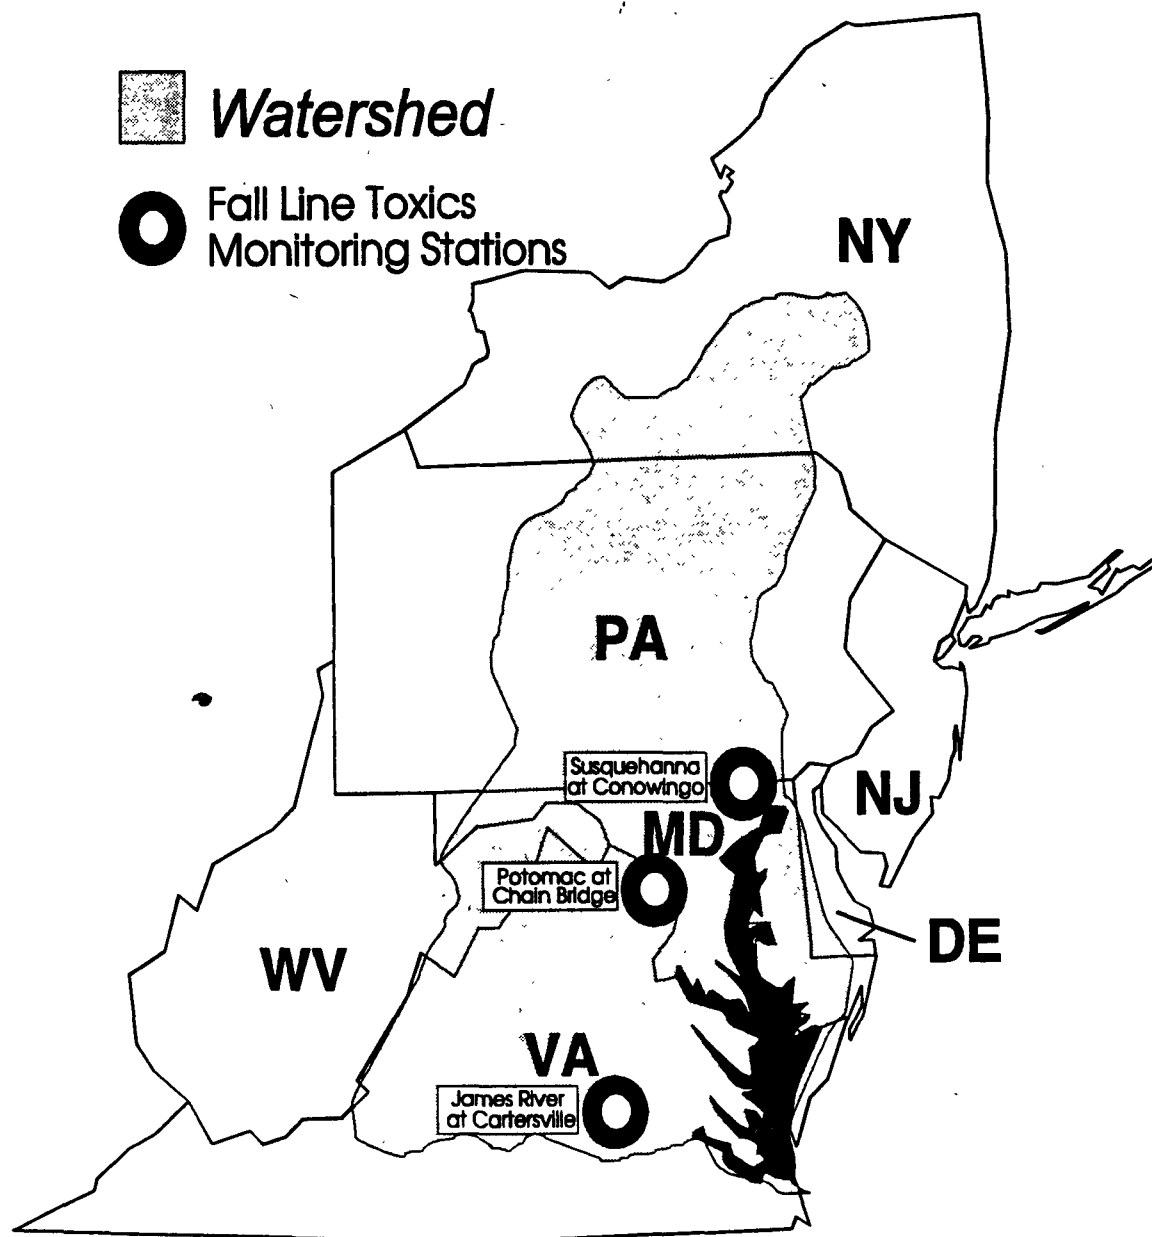 Watershed
Fall Line Toxics
Monitoring Stations
NY
PA
Susquehanna
at Conowingo
NJ
MD
Potomac at
Chain Bridge
DE
WV
VA
James River
at Cartersville